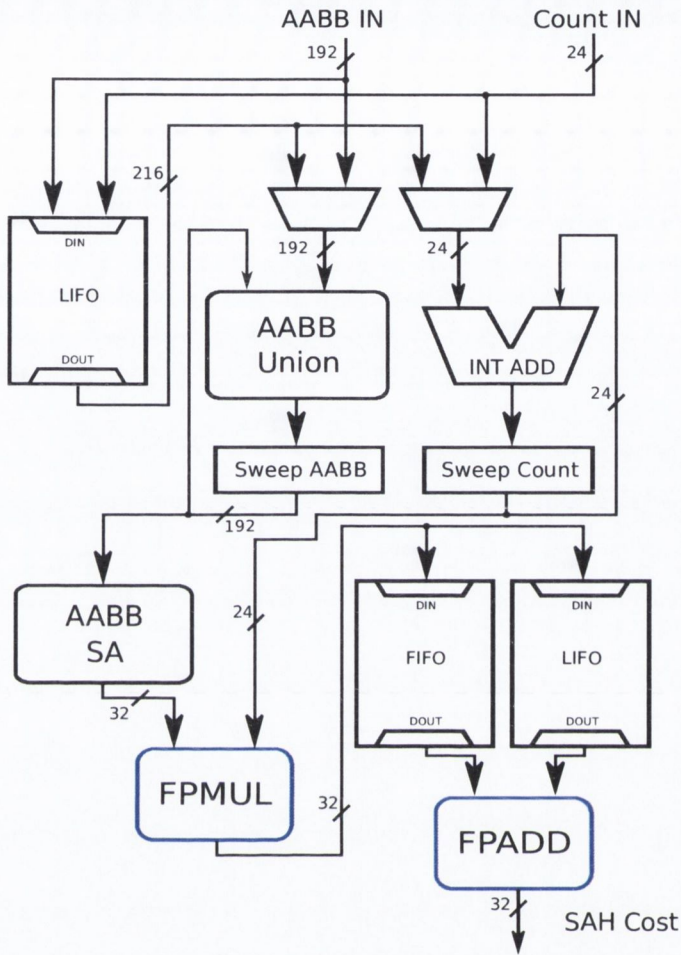 AABB IN
Count IN
192
24
216
DIN
LIFO
DOUT
192
24
AABB
Union
INT ADD
24
Sweep AABB
Sweep Count
192
AABB
SA
24
32
DIN
FIFO
DOUT
DIN
LIFO
DOUT
FPMUL
32
FPADD
32
SAH Cost